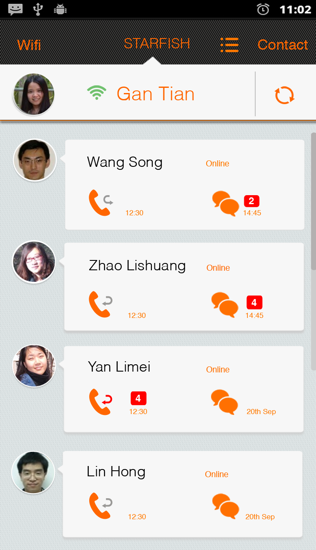 11:02
Wifi STARFISH Contact
Gan Tian
Wang Song Online
2
12:30 14:45
Zhao Lishuang Online
4
12:30 14:45
Yan Limei Online
4
12:30 20th Sep
Lin Hong Online
12:30 20th Sep